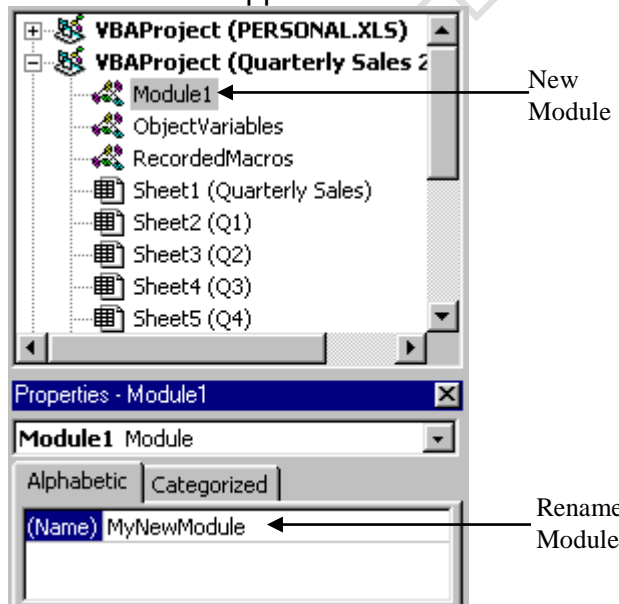 VBAProject (PERSONAL.XLS)
VBAProject (Quarterly Sales 2
Module1
New
Module
ObjectVariables
RecordedMacros
Sheet1 (Quarterly Sales)
Sheet2 (Q1)
Sheet3 (Q2)
Sheet4 (Q3)
Sheet5 (Q4)
Properties - Module1
Module1 Module
Alphabetic Categorized
(Name) MyNewModule
Rename
Module